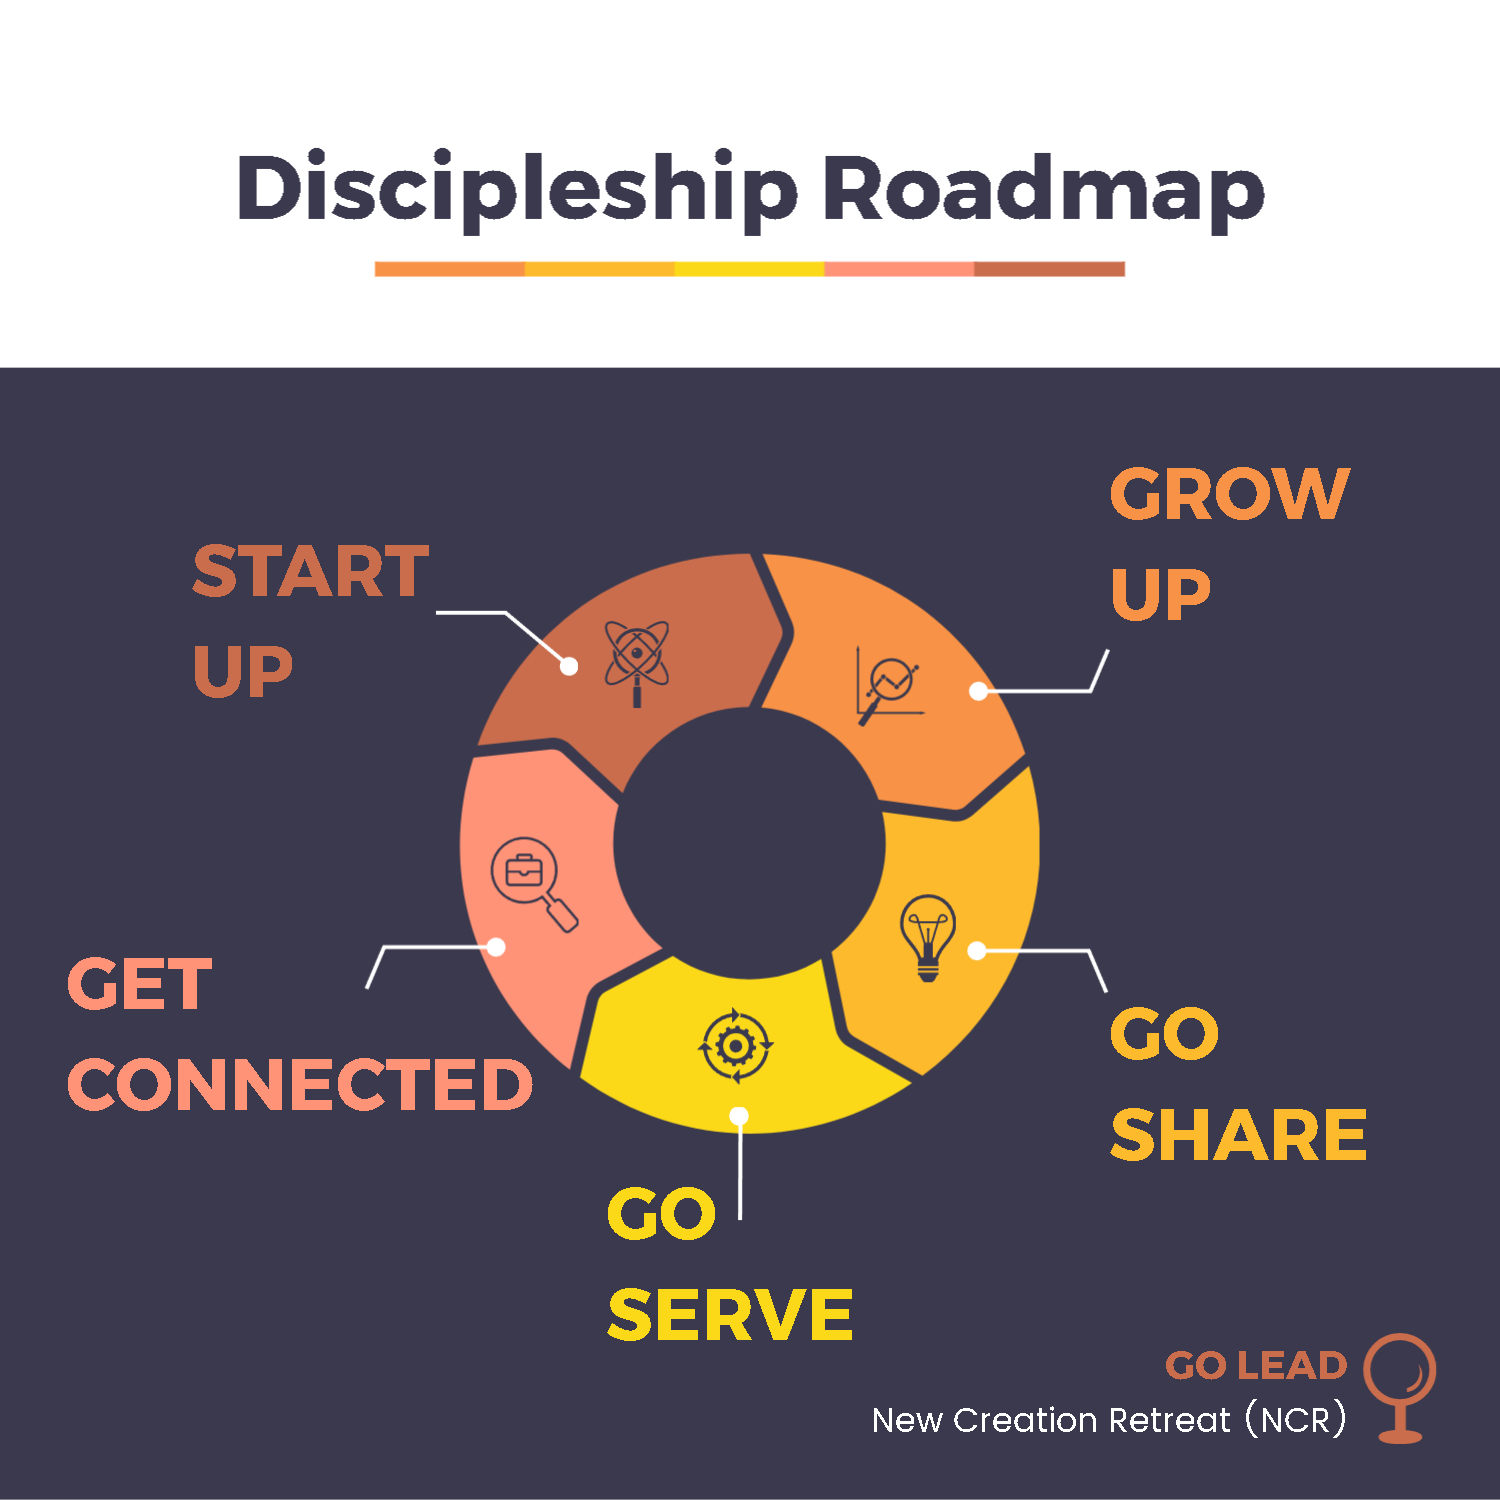 Discipleship Roadmap
START
UP
GROW
UP
GET
CONNECTED
GO
SHARE
GO
SERVE
GO LEAD
New Creation Retreat (NCR)